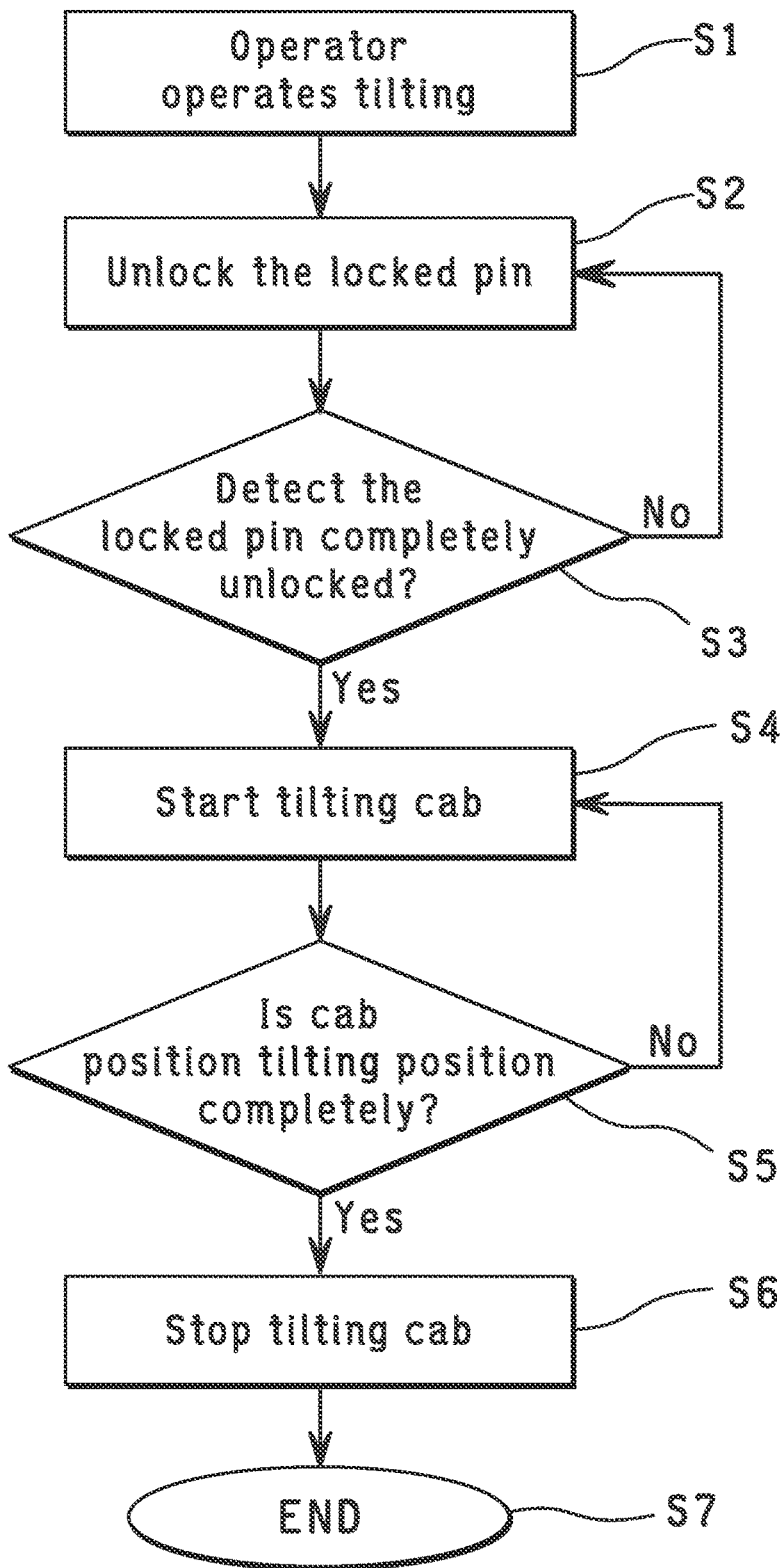 Operator
operates tilting
S1
S2
Unlock the locked pin
Detect the
locked pin completely
unlocked?
No
S3
Yes
S4
Start tilting cab
Is cab
position tilting position
completely?
No
S5
Yes
S6
Stop tilting cab
END
S7